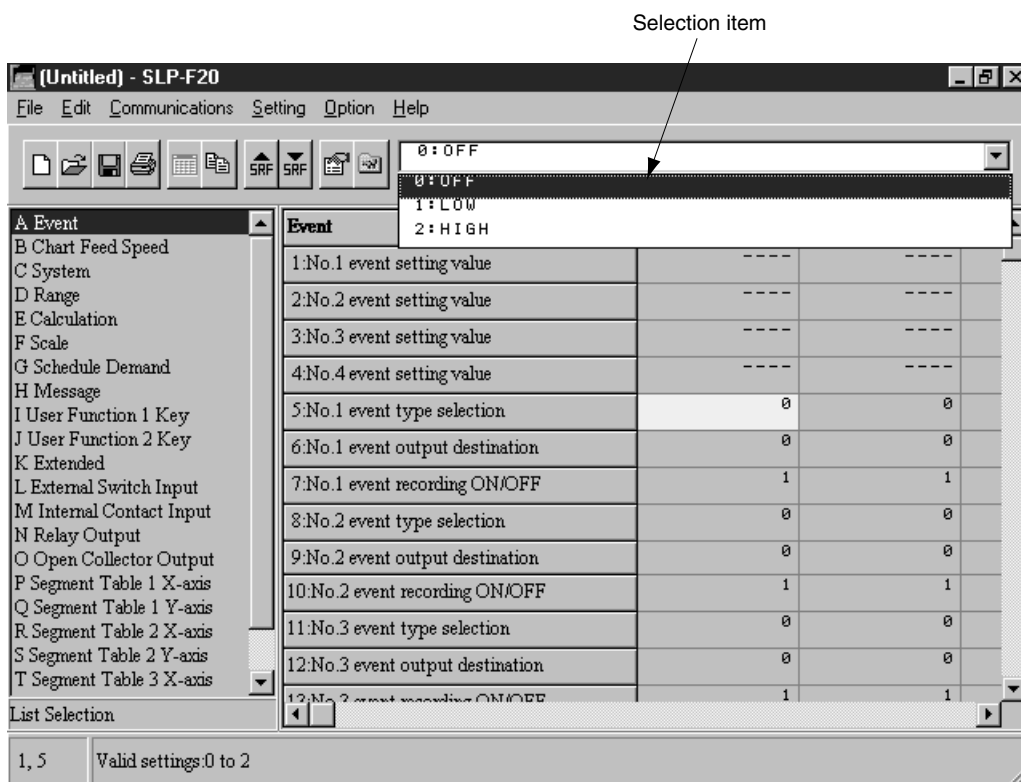 Selection item
(Untitled) - SLP-F20
File Edit Communications Setting Option Help
SRF SRF
0:OFF
0:OFF
1:LOW
2:HIGH
A Event
B Chart Feed Speed
C System
D Range
E Calculation
F Scale
G Schedule Demand
H Message
I User Function 1 Key
J User Function 2 Key
K Extended
L External Switch Input
M Internal Contact Input
N Relay Output
O Open Collector Output
P Segment Table 1 X-axis
Q Segment Table 1 Y-axis
R Segment Table 2 X-axis
S Segment Table 2 Y-axis
T Segment Table 3 X-axis
List Selection
Event
1:No.1 event setting value ---- ----
2:No.2 event setting value ---- ----
3:No.3 event setting value ---- ----
4:No.4 event setting value ---- ----
5:No.1 event type selection 0 0
6:No.1 event output destination 0 0
7:No.1 event recording ON/OFF 1 1
8:No.2 event type selection 0 0
9:No.2 event output destination 0 0
10:No.2 event recording ON/OFF 1 1
11:No.3 event type selection 0 0
12:No.3 event output destination 0 0
13:No.3 event recording ON/OFF 1 1
1, 5 Valid settings:0 to 2